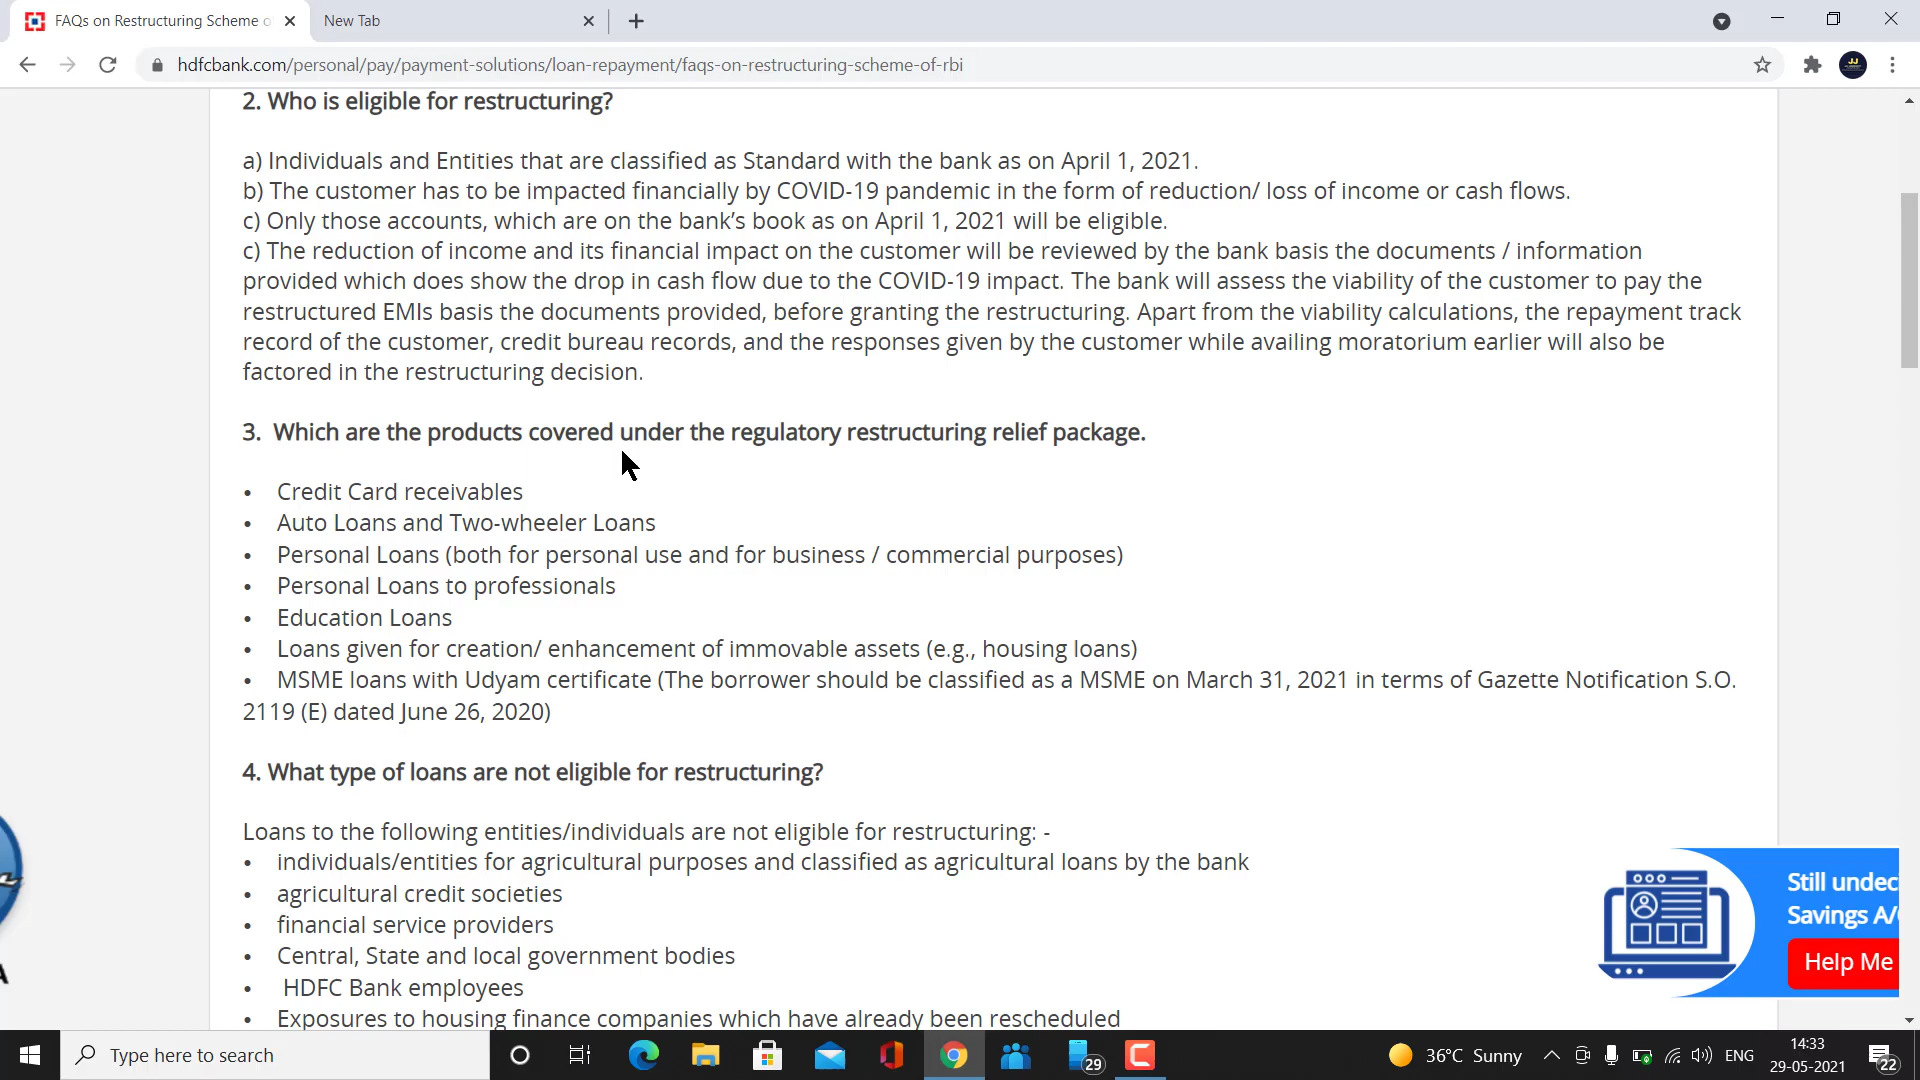 FAQs on Restructuring Scheme o
New Tab
hdfcbank.com/personal/pay/payment-solutions/loan-repayment/faqs-on-restructuring-scheme-of-rbi
JJ
2. Who is eligible for restructuring?
a) Individuals and Entities that are classified as Standard with the bank as on April 1, 2021.
b) The customer has to be impacted financially by COVID-19 pandemic in the form of reduction/ loss of income or cash flows.
c) Only those accounts, which are on the bank's book as on April 1, 2021 will be eligible.
c) The reduction of income and its financial impact on the customer will be reviewed by the bank basis the documents / information
provided which does show the drop in cash flow due to the COVID-19 impact. The bank will assess the viability of the customer to pay the
restructured EMIs basis the documents provided, before granting the restructuring. Apart from the viability calculations, the repayment track
record of the customer, credit bureau records, and the responses given by the customer while availing moratorium earlier will also be
factored in the restructuring decision.
3. Which are the products covered under the regulatory restructuring relief package.
• Credit Card receivables
• Auto Loans and Two-wheeler Loans
• Personal Loans (both for personal use and for business / commercial purposes)
• Personal Loans to professionals
• Education Loans
• Loans given for creation/ enhancement of immovable assets (e.g., housing loans)
• MSME loans with Udyam certificate (The borrower should be classified as a MSME on March 31, 2021 in terms of Gazette Notification S.O.
2119 (E) dated June 26, 2020)
4. What type of loans are not eligible for restructuring?
Loans to the following entities/individuals are not eligible for restructuring: -
• individuals/entities for agricultural purposes and classified as agricultural loans by the bank
• agricultural credit societies
• financial service providers
• Central, State and local government bodies
• HDFC Bank employees
• Exposures to housing finance companies which have already been rescheduled
Still undec
Savings A/
Help Me
A
Type here to search
29
36°C Sunny
ENG
14:33
29-05-2021
22